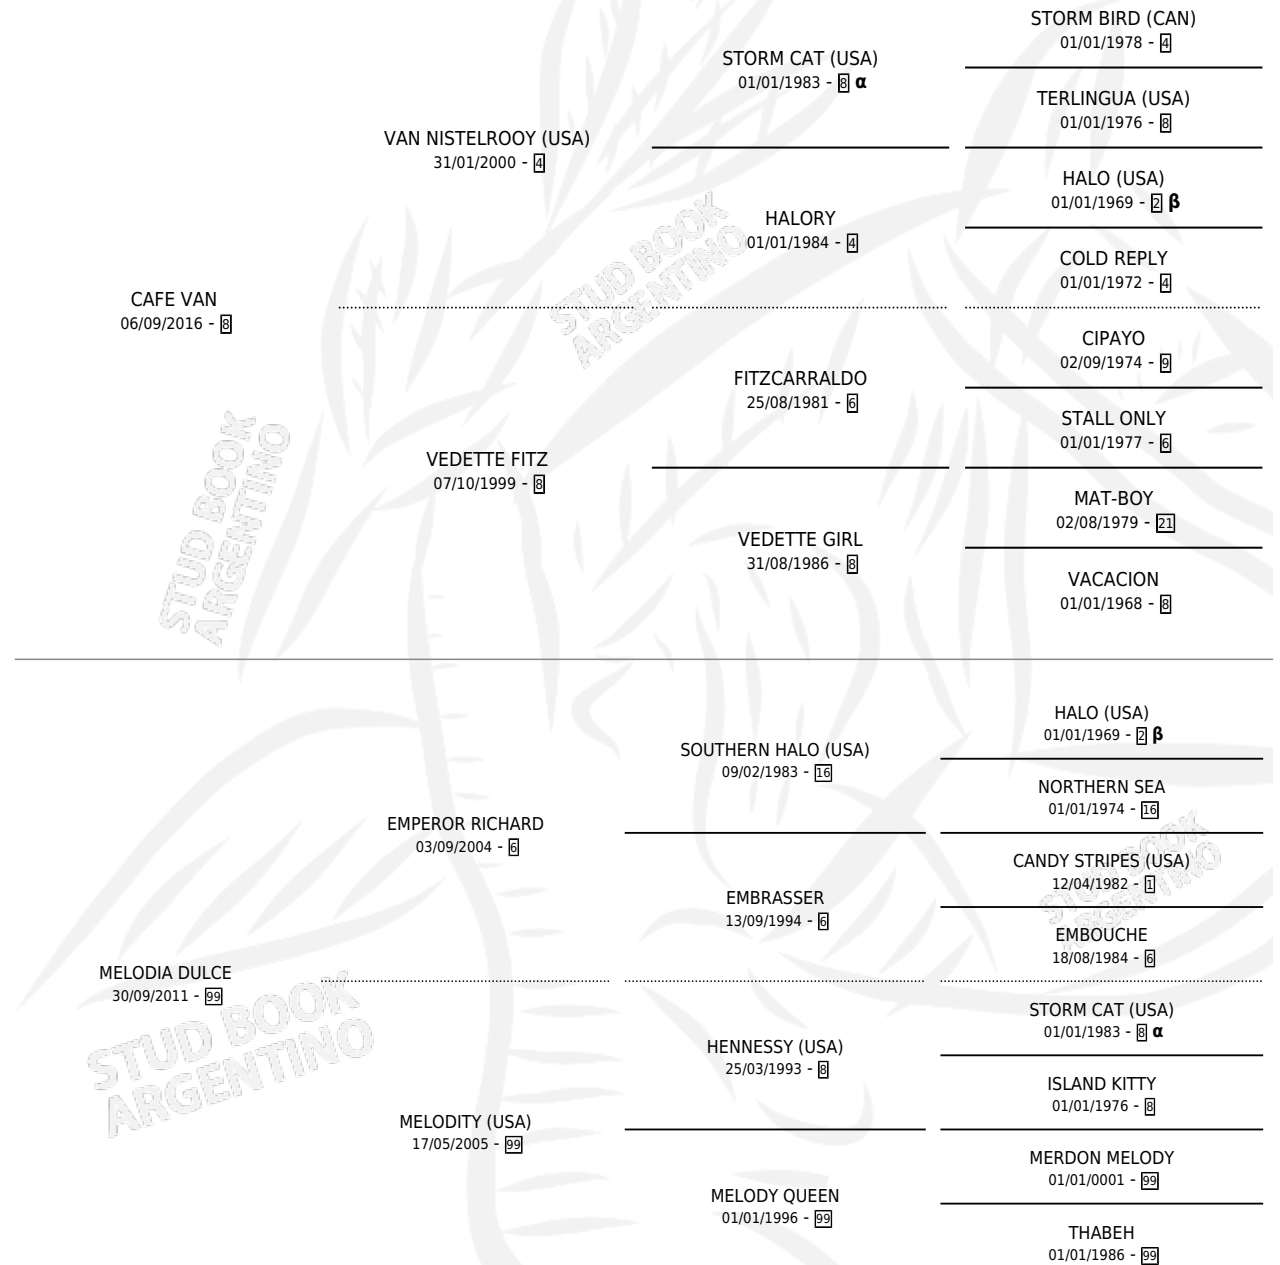 STORM BIRD (CAN)
01/01/1978 - 4
STORM CAT (USA)
01/01/1983 - 8 α
TERLINGUA (USA)
01/01/1976 - 8
VAN NISTELROOY (USA)
31/01/2000 - 4
HALO (USA)
01/01/1969 - 2 β
HALORY
01/01/1984 - 4
COLD REPLY
01/01/1972 - 4
CAFE VAN
06/09/2016 - 8
CIPAYO
02/09/1974 - 9
FITZCARRALDO
25/08/1981 - 6
STALL ONLY
01/01/1977 - 6
VEDETTE FITZ
07/10/1999 - 8
MAT-BOY
02/08/1979 - 21
VEDETTE GIRL
31/08/1986 - 8
VACACION
01/01/1968 - 8
HALO (USA)
01/01/1969 - 2 β
SOUTHERN HALO (USA)
09/02/1983 - 16
NORTHERN SEA
01/01/1974 - 16
EMPEROR RICHARD
03/09/2004 - 6
CANDY STRIPES (USA)
12/04/1982 - 1
EMBRASSER
13/09/1994 - 6
EMBOUCHE
18/08/1984 - 6
MELODIA DULCE
30/09/2011 - 99
STORM CAT (USA)
01/01/1983 - 8 α
HENNESSY (USA)
25/03/1993 - 8
ISLAND KITTY
01/01/1976 - 8
MELODITY (USA)
17/05/2005 - 99
MERDON MELODY
01/01/0001 - 99
MELODY QUEEN
01/01/1996 - 99
THABEH
01/01/1986 - 99
STUD BOOK
ARGENTINO
STUD BOOK
ARGENTINO
STUD BOOK
ARGENTINO
STUD BOOK
ARGENTINO